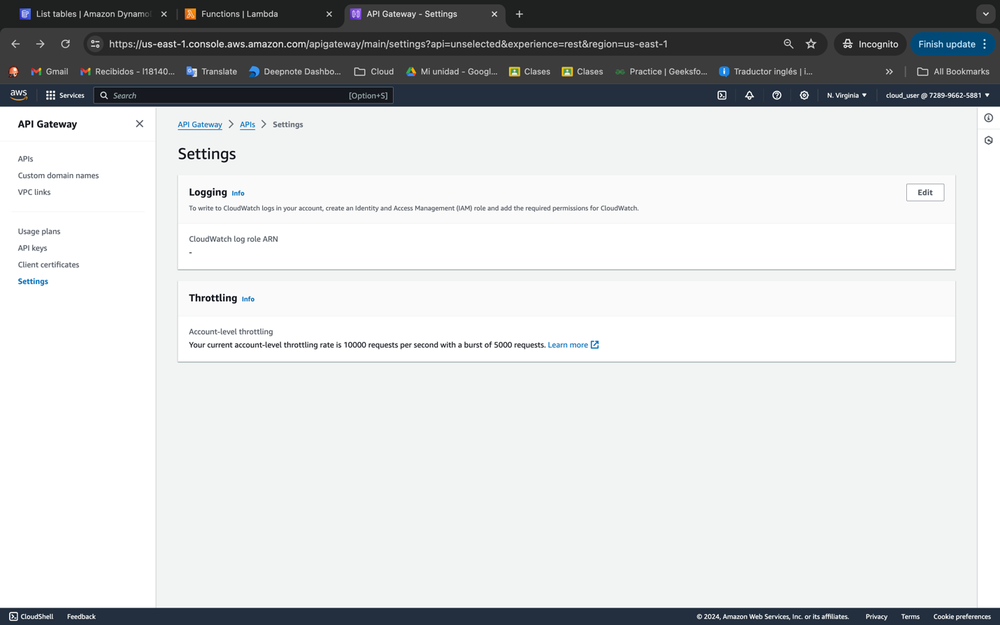 List tables | Amazon Dynamo
Functions | Lambda
API Gateway - Settings
https://us-east-1.console.aws.amazon.com/apigateway/main/settings?api=unselected&experience=rest&region=us-east-1
Incognito
Finish update
Gmail
Recibidos - l18140...
Translate
Deepnote Dashbo...
Cloud
Mi unidad - Googl...
Clases
Clases
Practice | Geeksfo...
Traductor inglés | i...
All Bookmarks
aws
Services
Search
[Option+S]
N. Virginia
cloud_user @ 7289-9662-5881
API Gateway
APIs
Custom domain names
VPC links
Usage plans
API keys
Client certificates
Settings
API Gateway
APIs
Settings
Settings
Logging Info
Edit
To write to CloudWatch logs in your account, create an Identity and Access Management (IAM) role and add the required permissions for CloudWatch.
CloudWatch log role ARN
-
Throttling Info
Account-level throttling
Your current account-level throttling rate is 10000 requests per second with a burst of 5000 requests. Learn more
CloudShell
Feedback
© 2024, Amazon Web Services, Inc. or its affiliates.
Privacy
Terms
Cookie preferences